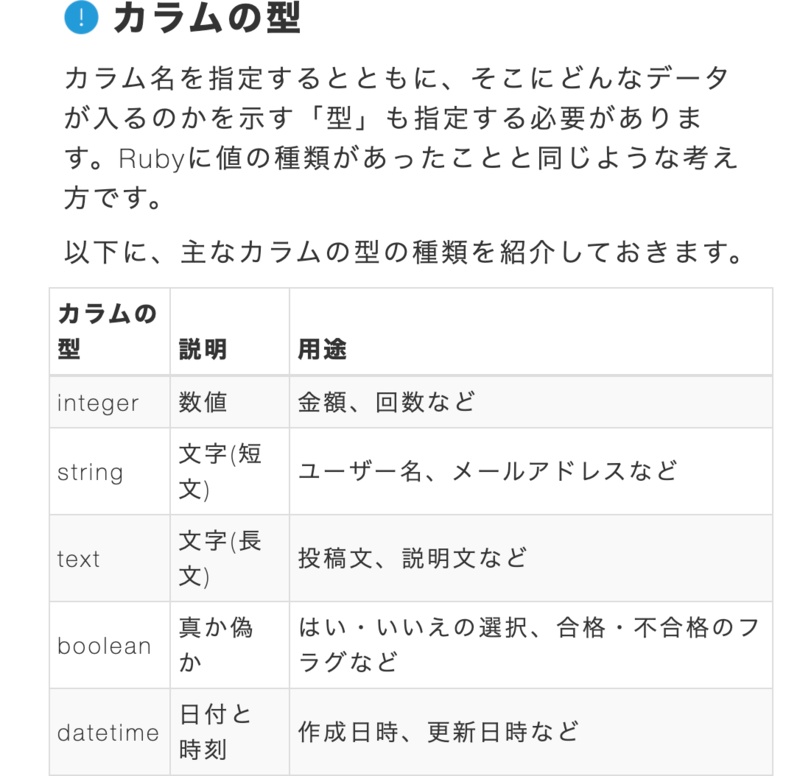 カラムの型
カラム名を指定するとともに、そこにどんなデータ
が入るのかを示す「型」も指定する必要がありま
す。Rubyに値の種類があったことと同じような考え
方です。
以下に、主なカラムの型の種類を紹介しておきます。
カラムの
型
説明
用途
integer
数値
金額、回数など
string
文字(短
文)
ユーザー名、メールアドレスなど
text
文字(長
文)
投稿文、説明文など
boolean
真か偽
か
はい・いいえの選択、合格・不合格のフ
ラグなど
datetime
日付と
時刻
作成日時、更新日時など